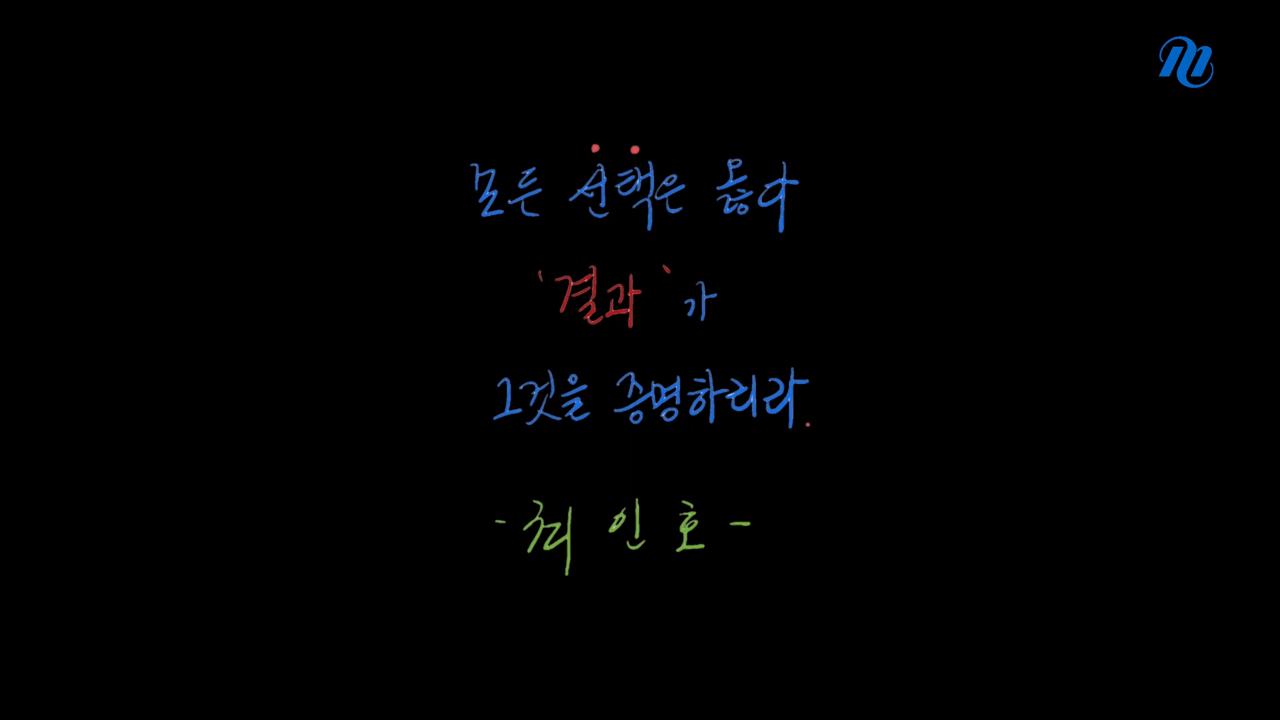 모든 선택은 옳다
'결과'가
그것을 증명하리라.
- 최 인 호 -